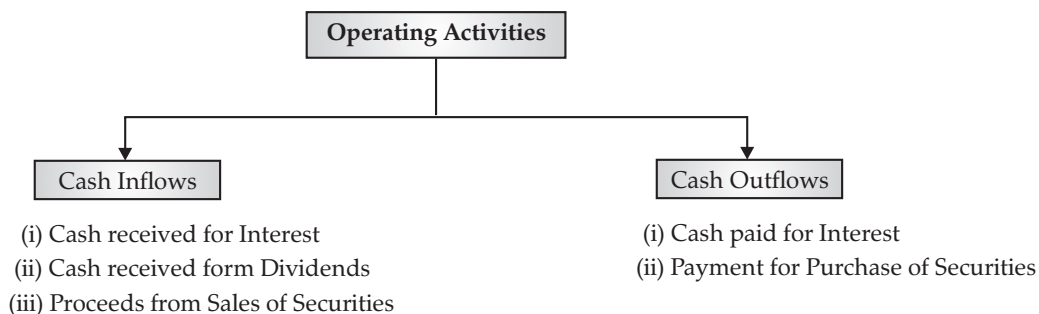 Operating Activities
Cash Inflows
(i) Cash received for Interest
(ii) Cash received form Dividends
(iii) Proceeds from Sales of Securities
Cash Outflows
(i) Cash paid for Interest
(ii) Payment for Purchase of Securities